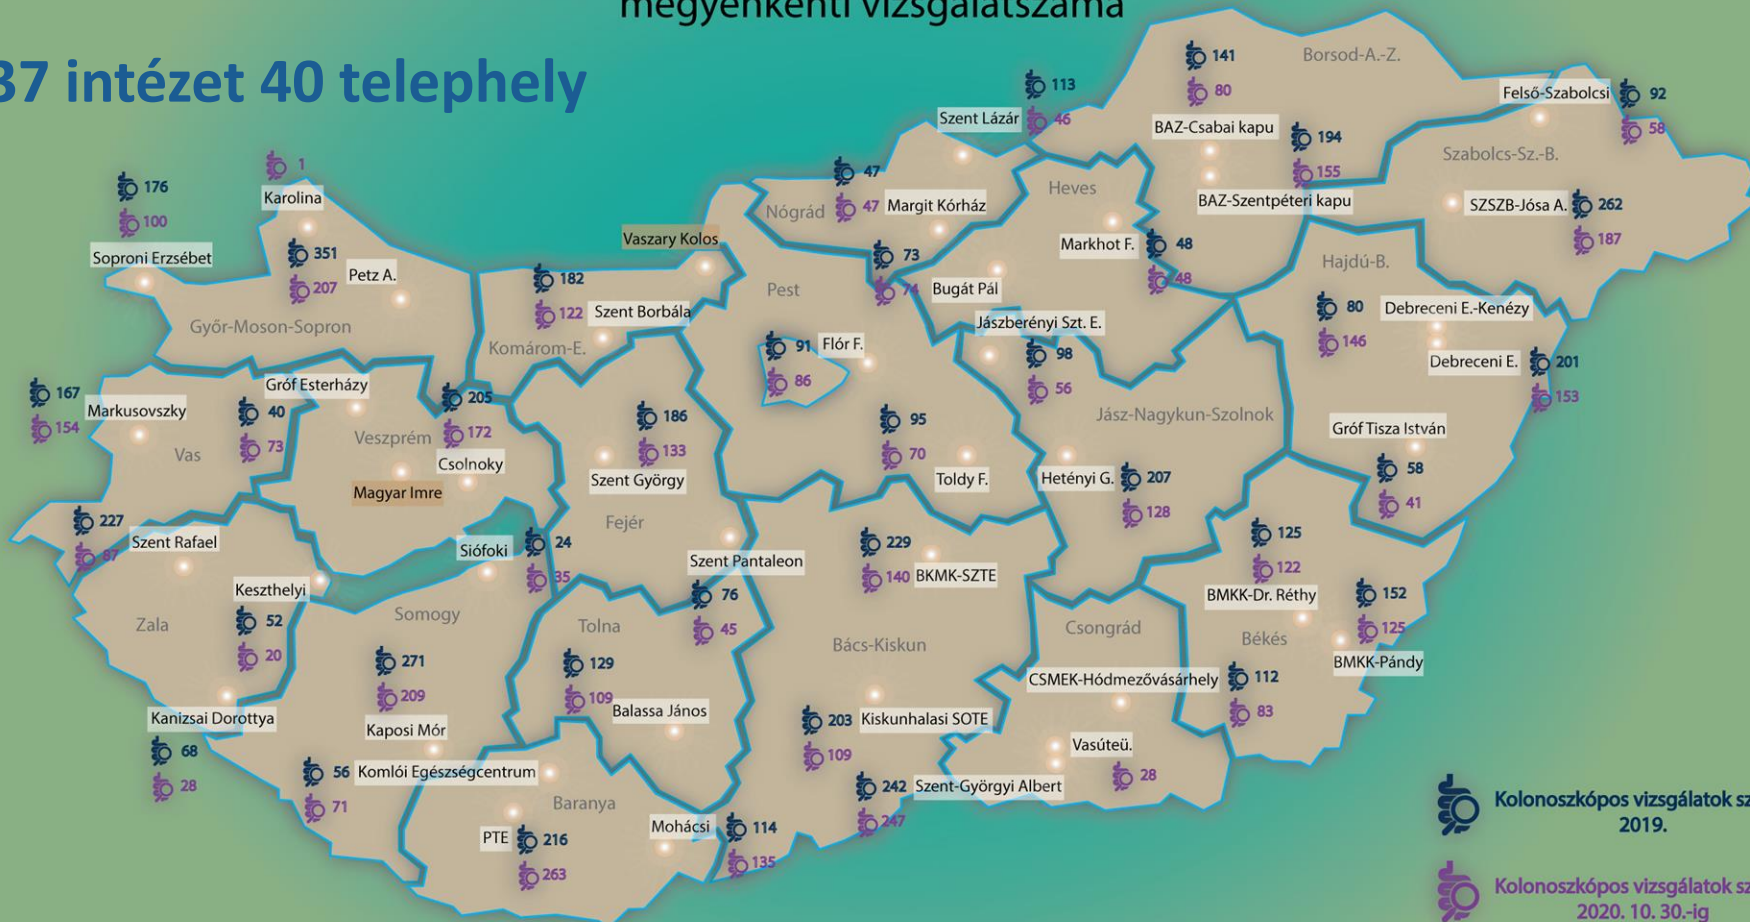 megyénkénti vizsgálatszáma
37 intézet 40 telephely
141
Borsod-A.-Z.
80
113
Szent Lázár
46
Felső-Szabolcsi
92
58
BAZ-Csabai kapu
194
155
BAZ-Szentpéteri kapu
Szabolcs-Sz.-B.
SZSZB-Jósa A.
262
187
1
Karolina
176
100
Soproni Erzsébet
351
207
Petz A.
Győr-Moson-Sopron
47
Nógrád
47
Margit Kórház
Heves
Markhot F.
48
48
Vaszary Kolos
182
122
Szent Borbála
Komárom-E.
73
74
Bugát Pál
Pest
91
Flór F.
86
Jászberényi Szt. E.
98
56
Jász-Nagykun-Szolnok
Hajdú-B.
80
Debreceni E.-Kenézy
146
Debreceni E.
201
153
Gróf Tisza István
58
41
167
Markusovszky
154
Gróf Esterházy
40
73
Vas
Veszprém
205
172
Csolnoky
Magyar Imre
186
133
Szent György
Fejér
95
70
Toldy F.
Hetényi G.
207
128
227
Szent Rafael
87
Keszthelyi
Siófoki
24
35
Szent Pantaleon
76
45
229
140
BKMK-SZTE
125
122
BMKK-Dr. Réthy
152
125
BMKK-Pándy
Békés
112
83
Zala
52
20
Kanizsai Dorottya
68
28
Somogy
271
209
Kaposi Mór
Tolna
129
109
Balassa János
Bács-Kiskun
203
Kiskunhalasi SOTE
109
Csongrád
CSMEK-Hódmezővásárhely
Vasúteü.
28
242
Szent-Györgyi Albert
247
56
Komlói Egészségcentrum
71
Baranya
PTE
216
263
Mohácsi
114
135
Kolonoszkópos vizsgálatok sz
2019.
Kolonoszkópos vizsgálatok sz
2020. 10. 30.-ig